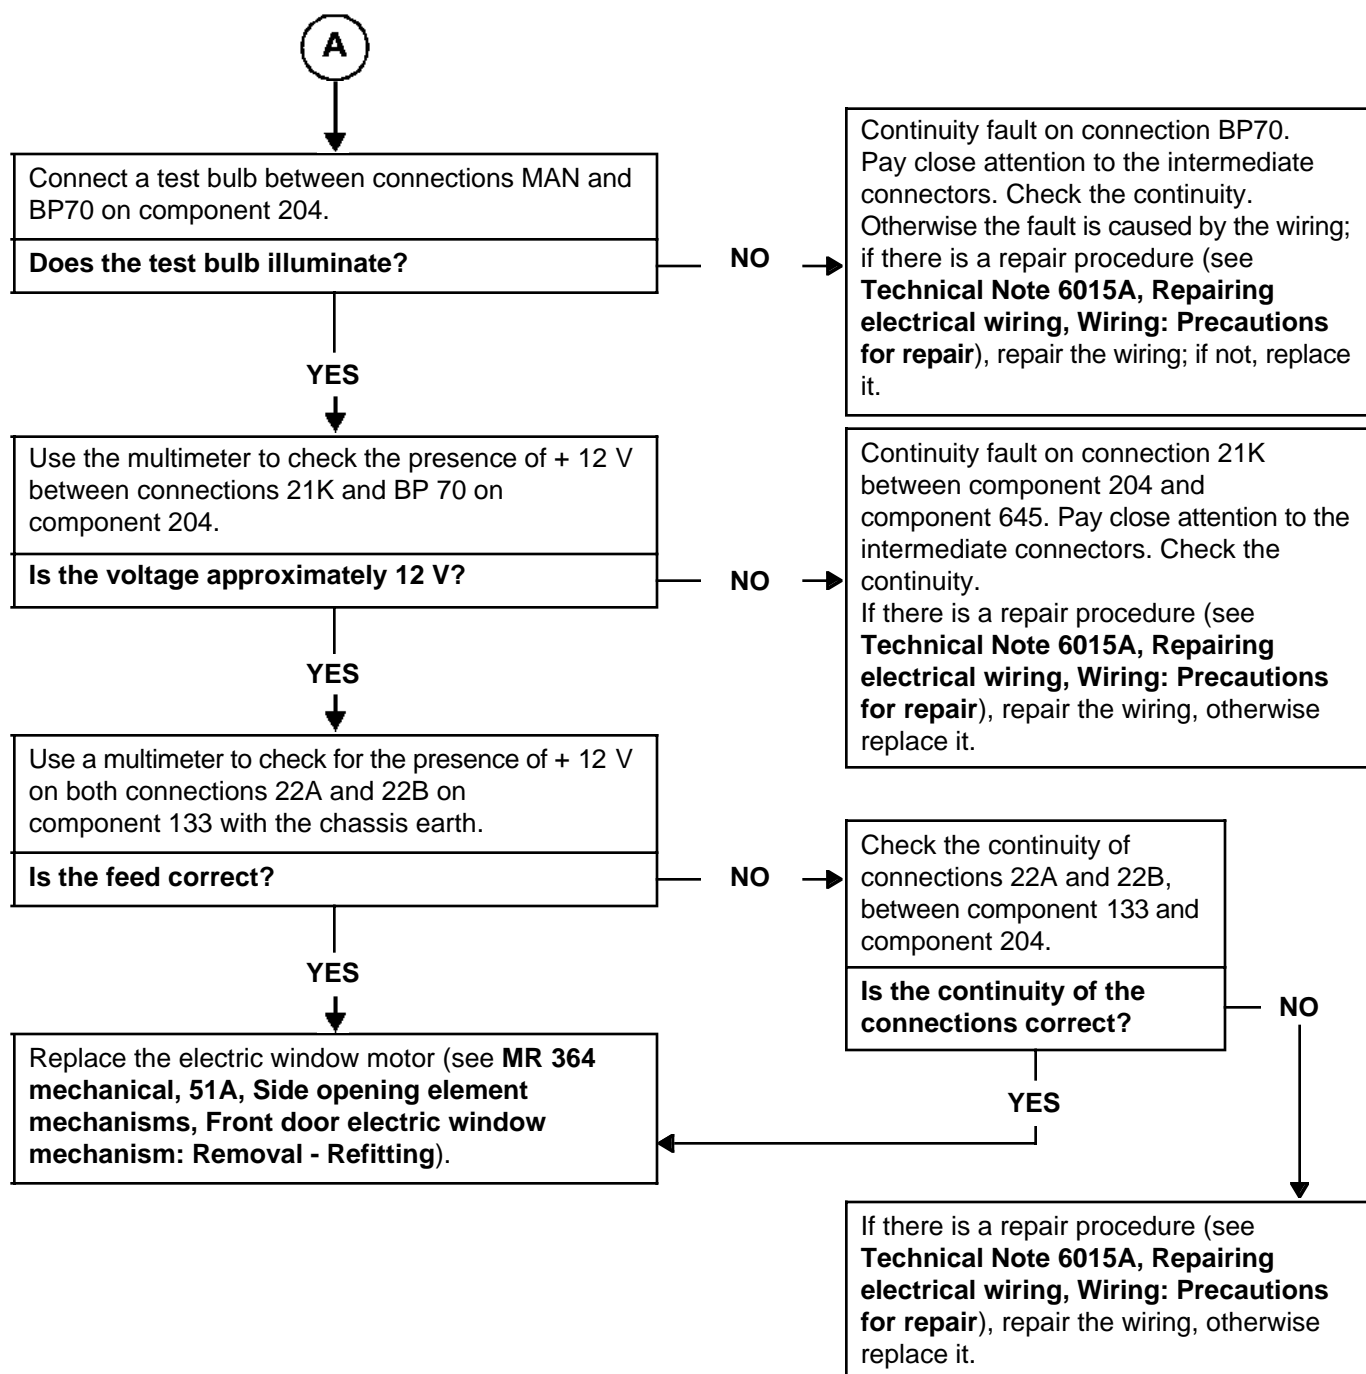 A
Connect a test bulb between connections MAN and
BP70 on component 204.
Does the test bulb illuminate?
NO
Continuity fault on connection BP70.
Pay close attention to the intermediate
connectors. Check the continuity.
Otherwise the fault is caused by the wiring;
if there is a repair procedure (see
Technical Note 6015A, Repairing
electrical wiring, Wiring: Precautions
for repair), repair the wiring; if not, replace
it.
YES
Use the multimeter to check the presence of + 12 V
between connections 21K and BP 70 on
component 204.
Is the voltage approximately 12 V?
NO
Continuity fault on connection 21K
between component 204 and
component 645. Pay close attention to the
intermediate connectors. Check the
continuity.
If there is a repair procedure (see
Technical Note 6015A, Repairing
electrical wiring, Wiring: Precautions
for repair), repair the wiring, otherwise
replace it.
YES
Use a multimeter to check for the presence of + 12 V
on both connections 22A and 22B on
component 133 with the chassis earth.
Is the feed correct?
NO
Check the continuity of
connections 22A and 22B,
between component 133 and
component 204.
Is the continuity of the
connections correct?
NO
YES
YES
Replace the electric window motor (see MR 364
mechanical, 51A, Side opening element
mechanisms, Front door electric window
mechanism: Removal - Refitting).
If there is a repair procedure (see
Technical Note 6015A, Repairing
electrical wiring, Wiring: Precautions
for repair), repair the wiring, otherwise
replace it.